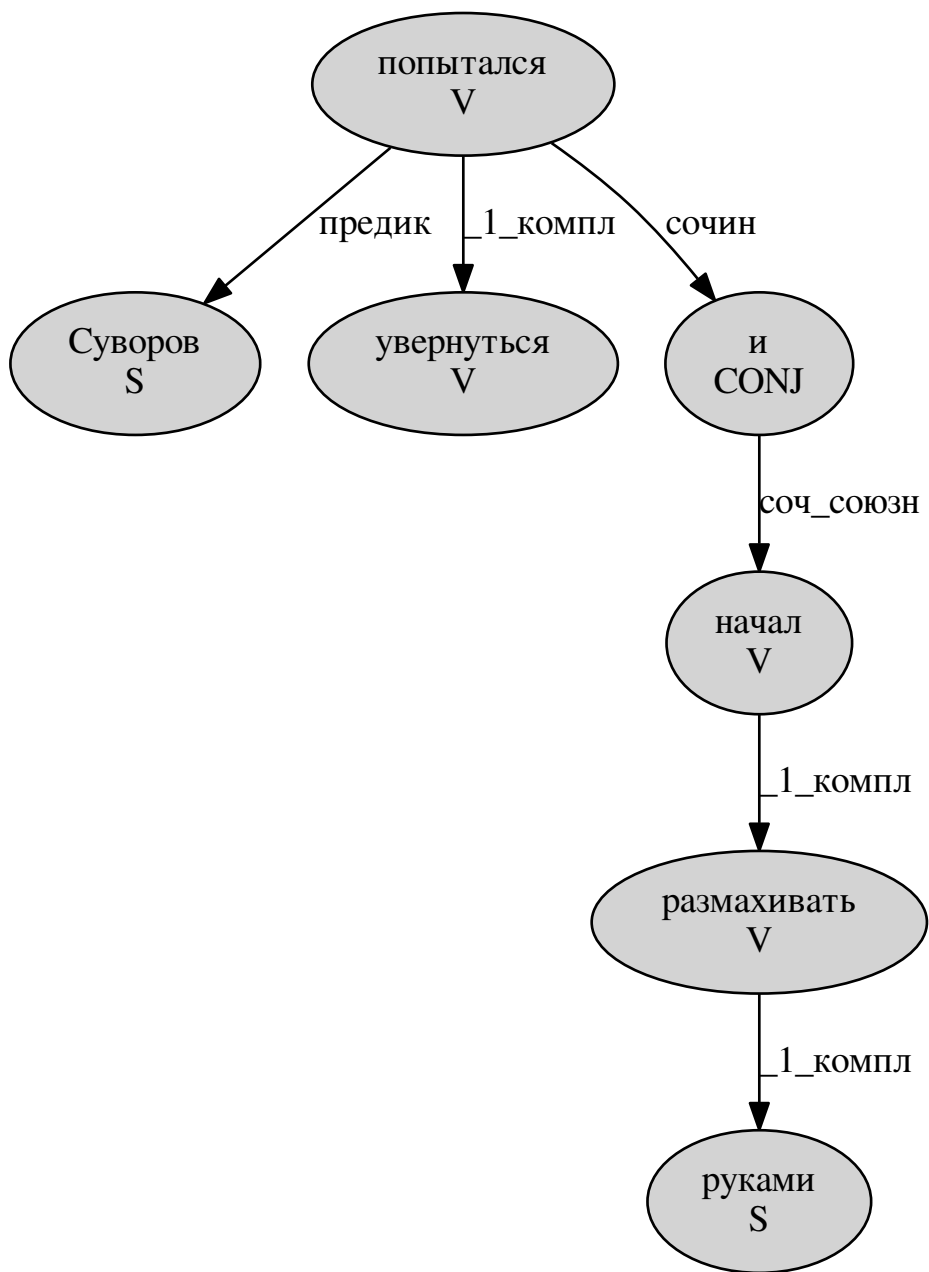 попытался
V
предик
_1_компл
сочин
Суворов
S
увернуться
V
и
CONJ
соч_союзн
начал
V
_1_компл
размахивать
V
_1_компл
руками
S